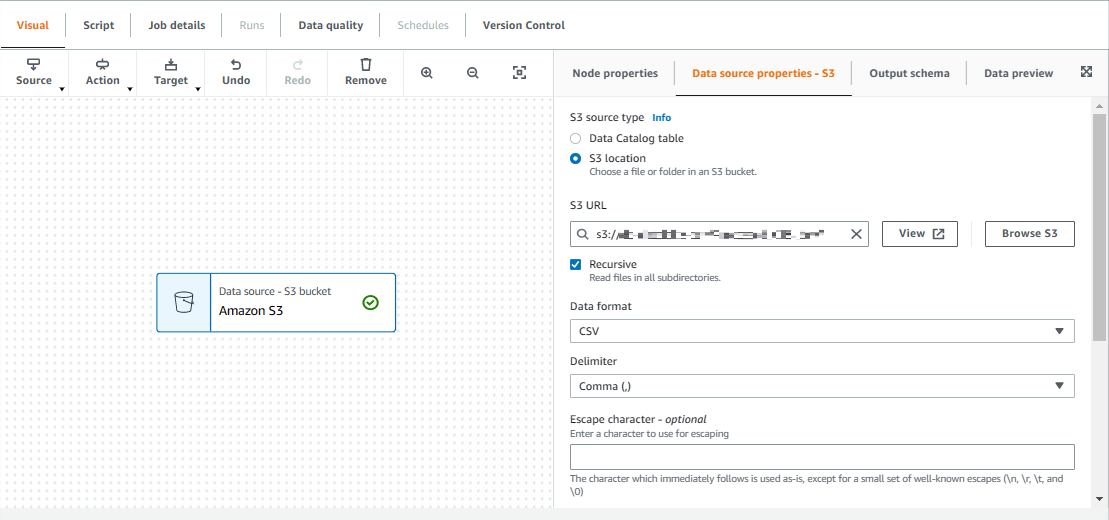 Visual
Script
Job details
Runs
Data quality
Schedules
Version Control
Source
Action
Target
Undo
Redo
Remove
Node properties
Data source properties - S3
Output schema
Data preview
S3 source type Info
Data Catalog table
S3 location
Choose a file or folder in an S3 bucket.
S3 URL
s3://
View
Browse S3
Recursive
Read files in all subdirectories.
Data source - S3 bucket
Amazon S3
Data format
CSV
Delimiter
Comma (,)
Escape character - optional
Enter a character to use for escaping
The character which immediately follows is used as-is, except for a small set of well-known escapes (\n, \r, \t, and
\0)